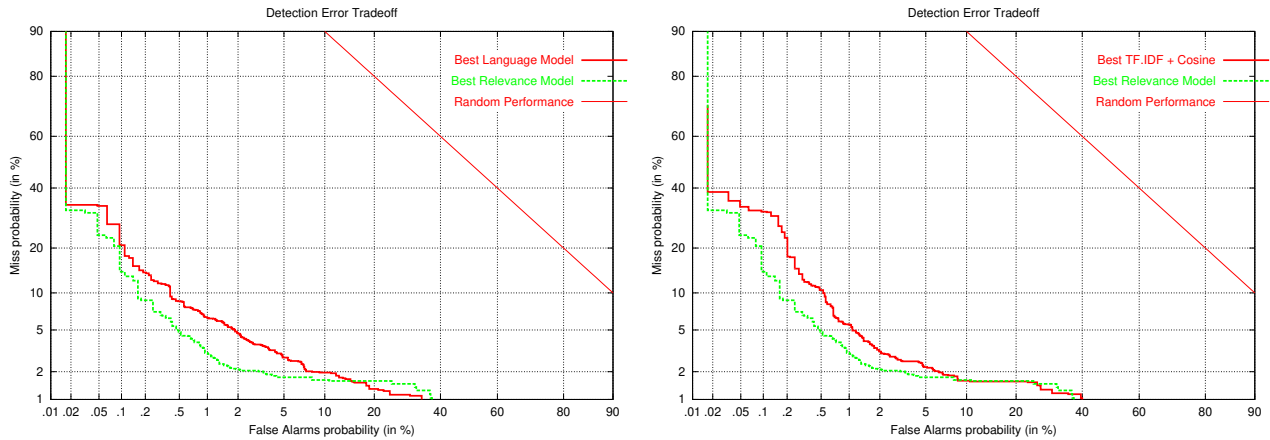 Detection Error Tradeoff
90
80
60
40
20
10
5
2
1
Miss probability (in %)
Best Language Model
Best Relevance Model
Random Performance
.01 .02 .05 .1 .2 .5 1 2 5 10 20 40 60 80 90
False Alarms probability (in %)
Detection Error Tradeoff
90
80
60
40
20
10
5
2
1
Miss probability (in %)
Best TF.IDF + Cosine
Best Relevance Model
Random Performance
.01 .02 .05 .1 .2 .5 1 2 5 10 20 40 60 80 90
False Alarms probability (in %)